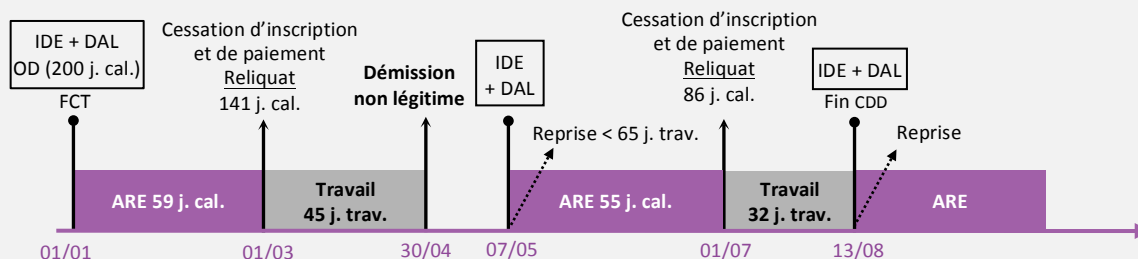 IDE + DAL
OD (200 j. cal.)
FCT
Cessation d’inscription
et de paiement
Reliquat
141 j. cal.
Démission
non légitime
IDE
+ DAL
Reprise < 65 j. trav.
Cessation d’inscription
et de paiement
Reliquat
86 j. cal.
IDE + DAL
Fin CDD
Reprise
ARE 59 j. cal.
Travail
45 j. trav.
ARE 55 j. cal.
Travail
32 j. trav.
ARE
01/01
01/03
30/04
07/05
01/07
13/08